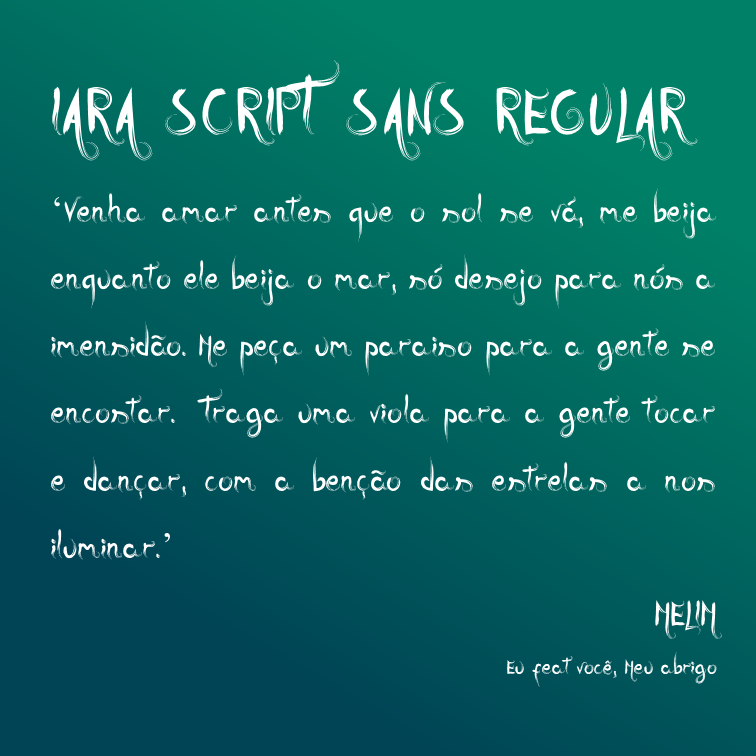 IARA SCRIPT SANS REGULAR
‘Venha amar antes que o sol se vá, me beija
enquanto ele beija o mar, só desejo para nós a
imensidão. Me peça um paraiso para a gente se
encostar. Traga uma viola para a gente tocar
e dançar, com a benção das estrelas a nos
iluminar.’
MELIM
Eu feat você, Meu abrigo